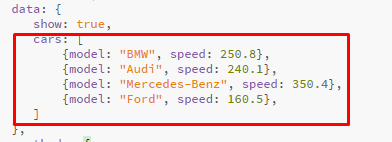 data: {
show: true,
cars: [
{model: "BMW", speed: 250.8},
{model: "Audi", speed: 240.1},
{model: "Mercedes-Benz", speed: 350.4},
{model: "Ford", speed: 160.5},
]
},